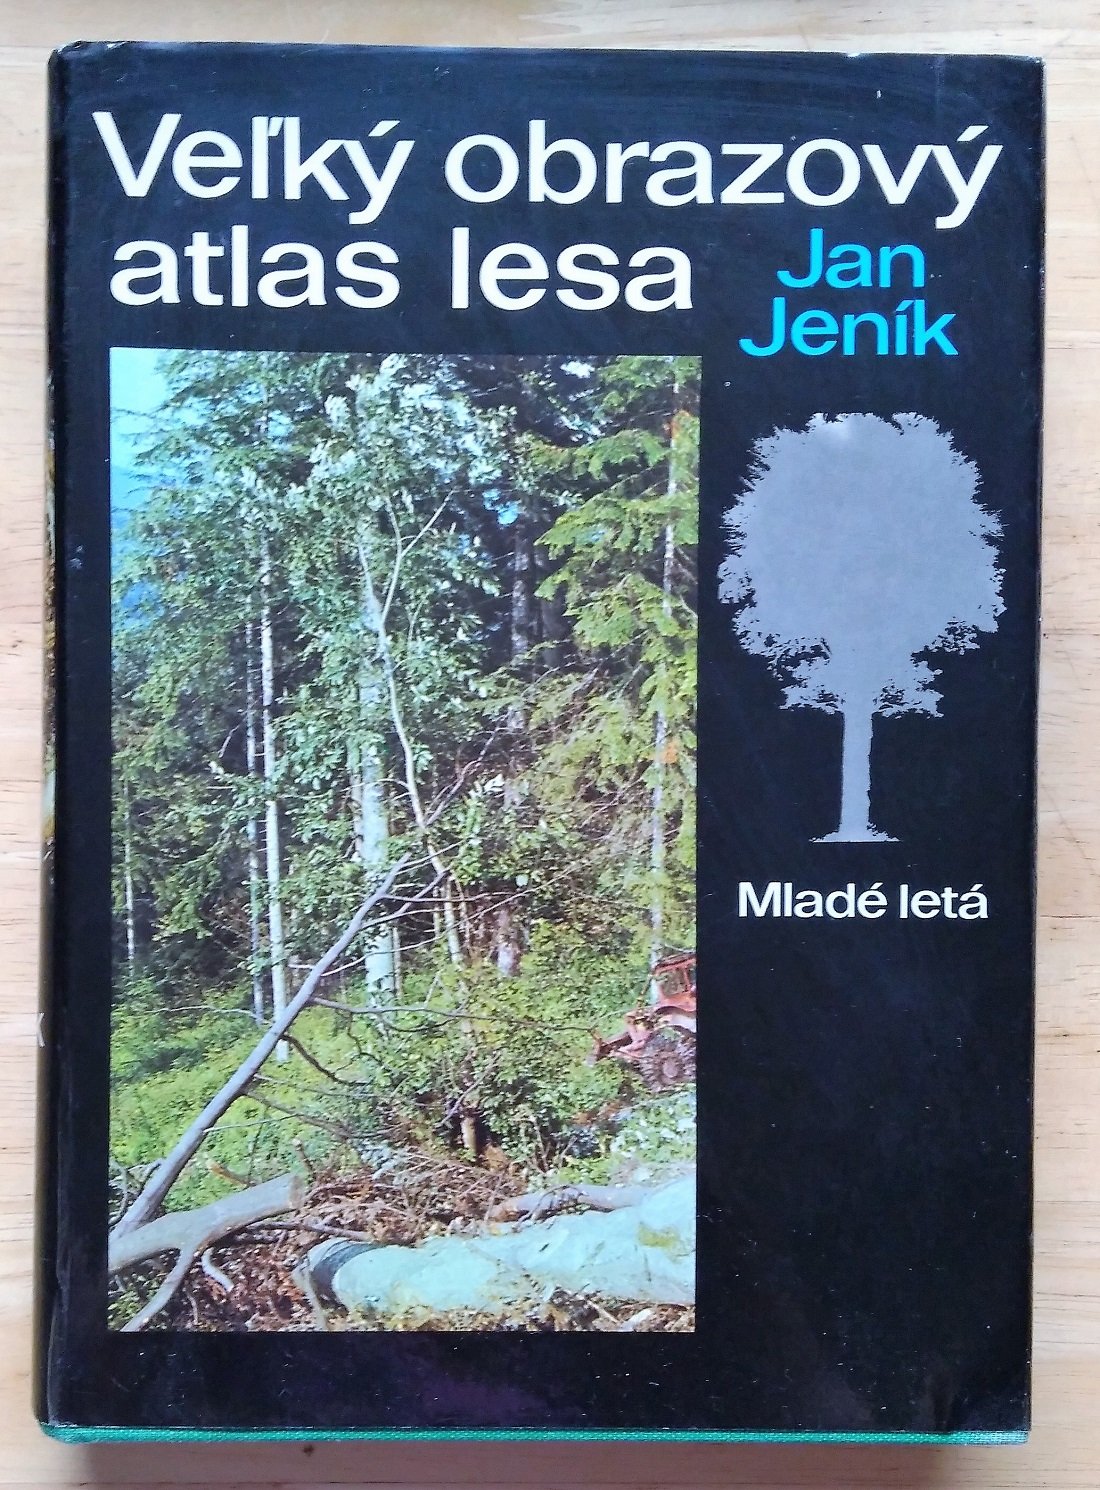 Veľký obrazový
atlas lesa
Jan
Jeník
Mladé letá